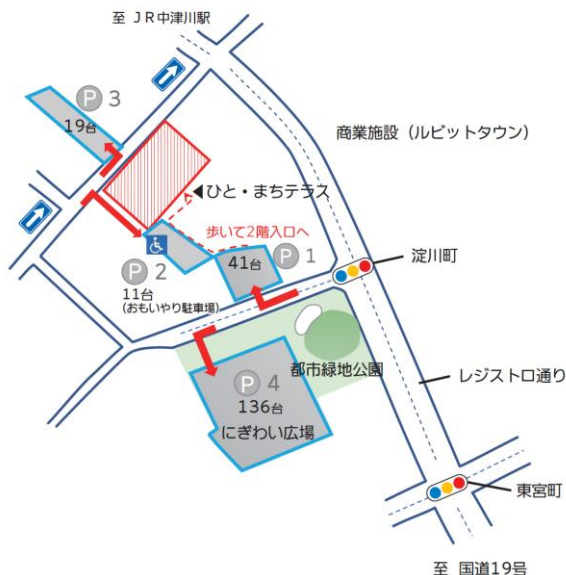 至 JR中津川駅
P 3
19台
商業施設（ルビットタウン）
◀ひと・まちテラス
歩いて2階入口へ
41台
P 1
淀川町
P 2
11台
(おもいやり駐車場)
都市緑地公園
レジストロ通り
P 4
136台
にぎわい広場
東宮町
至 国道19号